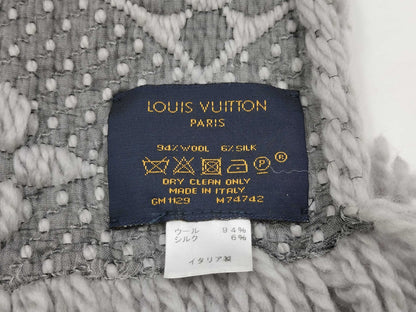 LOUIS VUITTON
PARIS
94% WOOL 6% SILK
P ®
DRY CLEAN ONLY
MADE IN ITALY
GM1129 M74742
ウール 94%
シルク 6%
イタリア製